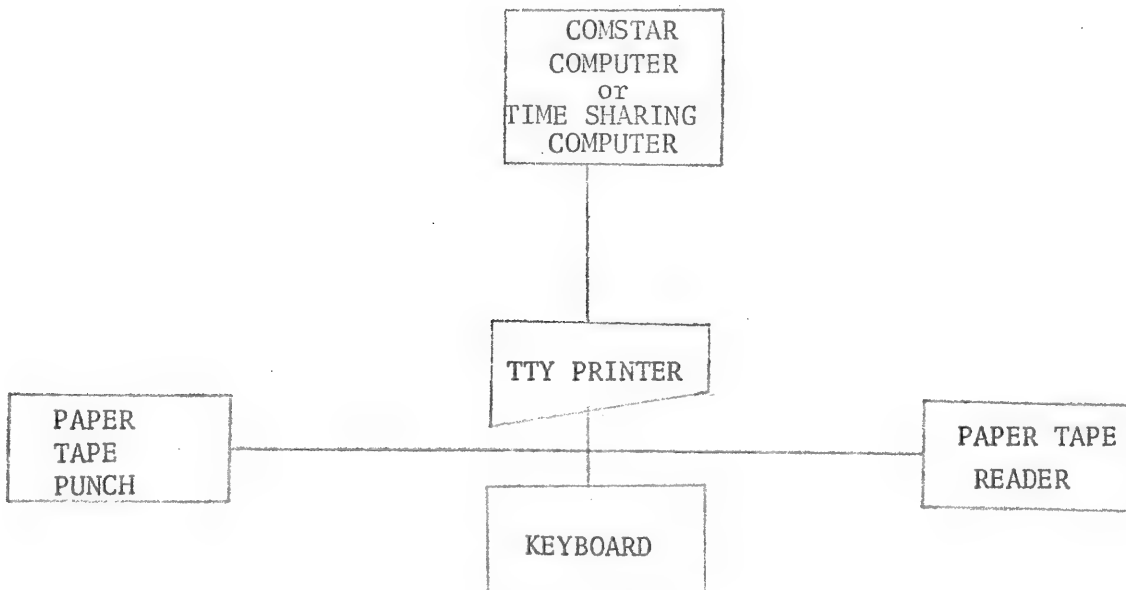 COMSTAR
COMPUTER
or
TIME SHARING
COMPUTER
TTY PRINTER
PAPER
TAPE
PUNCH
PAPER TAPE
READER
KEYBOARD